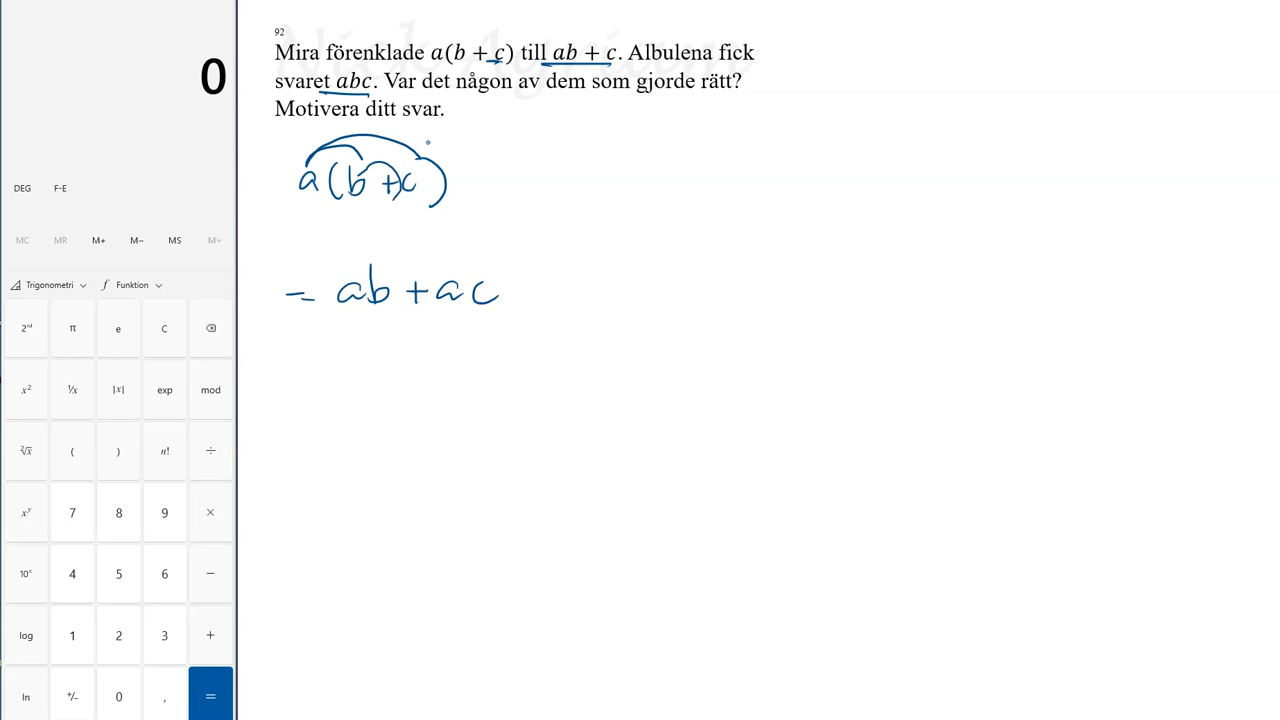 92
Mira förenklade a(b + c) till ab + c. Albulena fick
svaret abc. Var det någon av dem som gjorde rätt?
Motivera ditt svar.
a(b+c)
= ab + ac
0
DEG F-E
MC MR M+ M− MS M˅
Trigonometri f Funktion
2ⁿᵈ π e C
x² ¹/x |x| exp mod
²√x ( ) n! ÷
xʸ 7 8 9 ×
10ˣ 4 5 6 −
log 1 2 3 +
ln +/− 0 , =